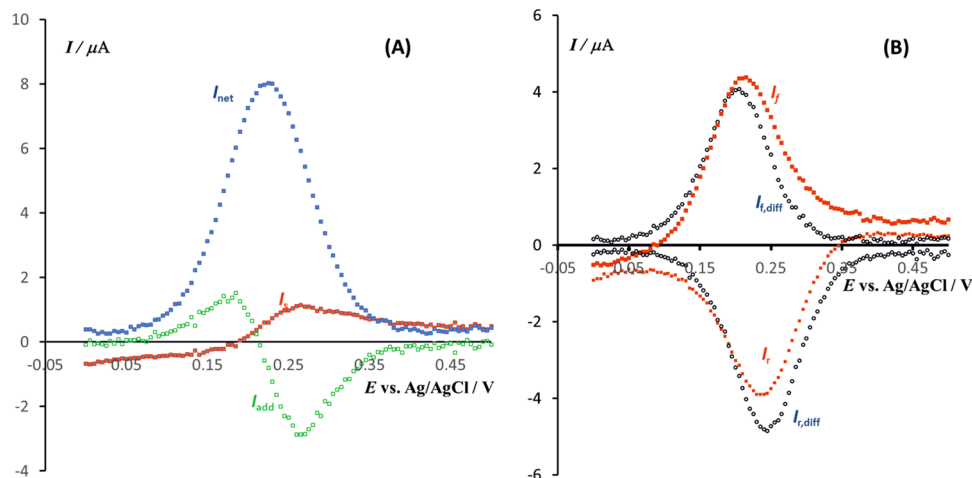 I / μA
(A)
10
8
6
4
2
0
-2
-4
-0.05
0.05
0.15
0.25
0.35
0.45
Inet
Is
Iadd
E vs. Ag/AgCl / V
I / μA
(B)
6
4
2
0
-2
-4
-6
-0.05
0.05
0.15
0.25
0.35
0.45
If
If,diff
E vs. Ag/AgCl / V
Ir
Ir,diff